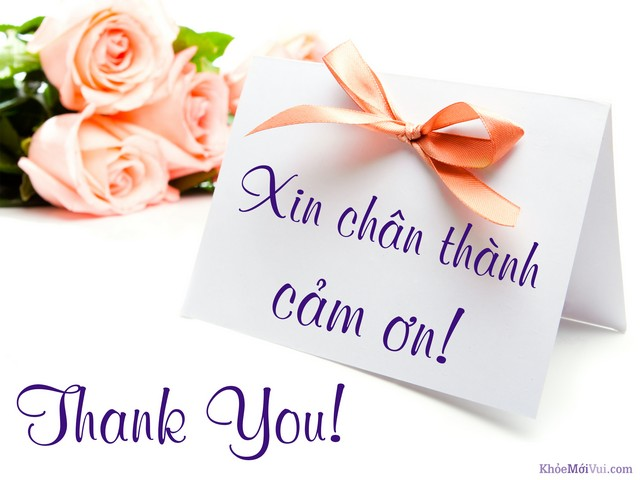 Xin chân thành
cảm ơn!
Thank You!
KhỏeMớiVui.com